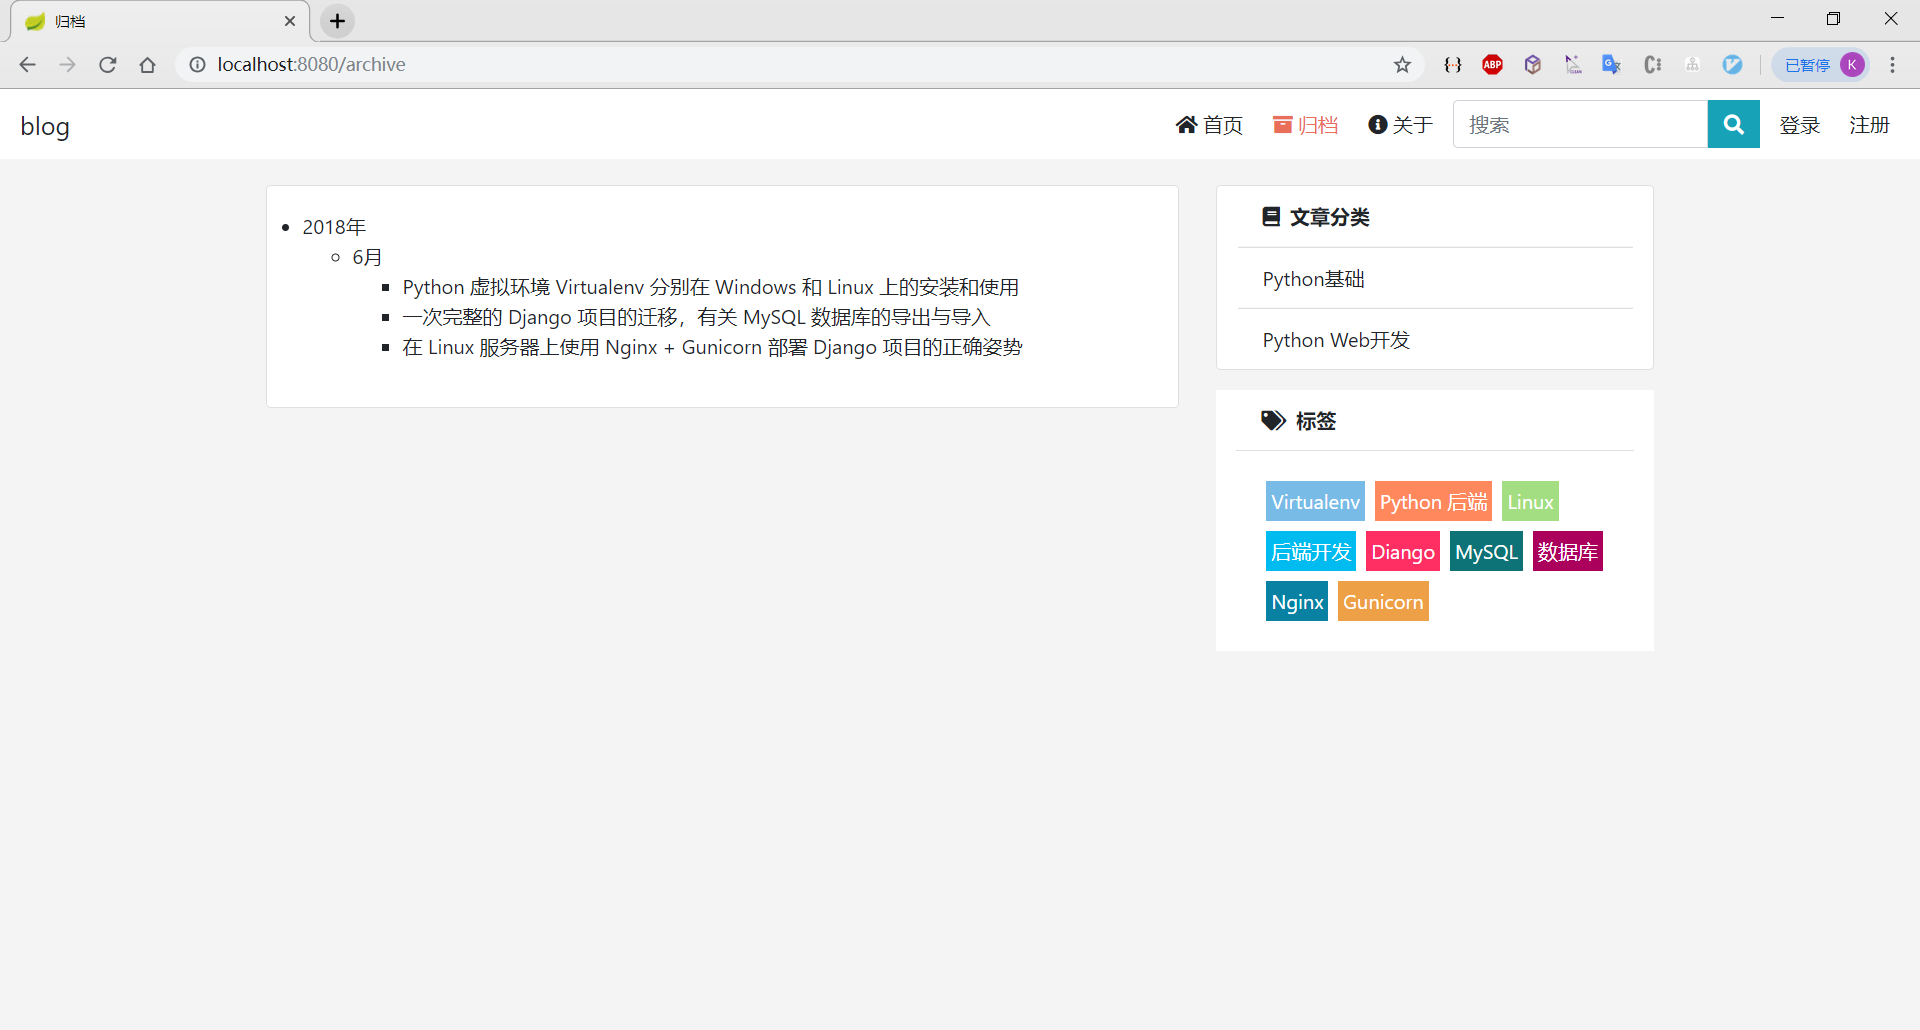 归档
localhost:8080/archive
ABP
已暂停
K
blog
首页
归档
关于
搜索
登录
注册
2018年
6月
Python 虚拟环境 Virtualenv 分别在 Windows 和 Linux 上的安装和使用
一次完整的 Django 项目的迁移，有关 MySQL 数据库的导出与导入
在 Linux 服务器上使用 Nginx + Gunicorn 部署 Django 项目的正确姿势
文章分类
Python基础
Python Web开发
标签
Virtualenv Python 后端 Linux
后端开发 Diango MySQL 数据库
Nginx Gunicorn